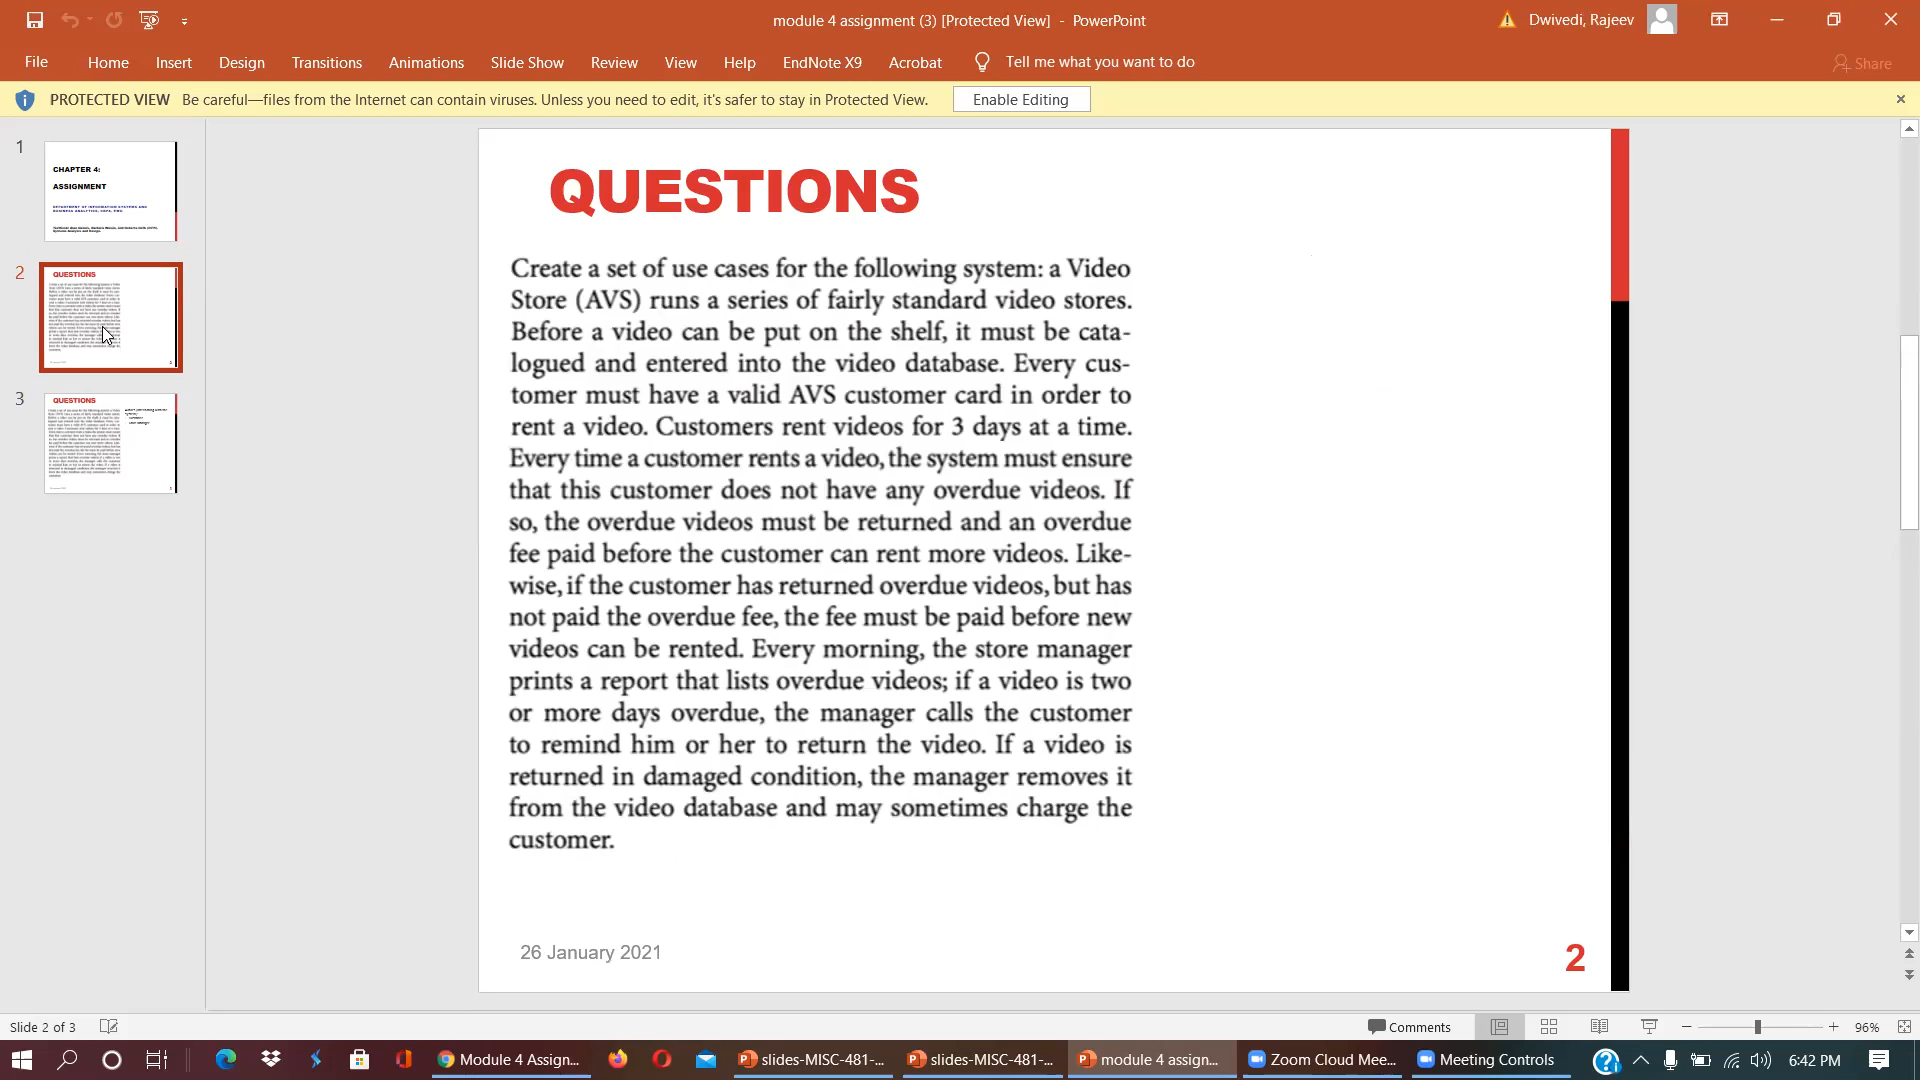 module 4 assignment (3) [Protected View] - PowerPoint
Dwivedi, Rajeev
File Home Insert Design Transitions Animations Slide Show Review View Help EndNote X9 Acrobat Tell me what you want to do Share
PROTECTED VIEW Be careful—files from the Internet can contain viruses. Unless you need to edit, it's safer to stay in Protected View. Enable Editing
1
CHAPTER 4:
ASSIGNMENT
2
QUESTIONS
3
QUESTIONS
QUESTIONS
Create a set of use cases for the following system: a Video
Store (AVS) runs a series of fairly standard video stores.
Before a video can be put on the shelf, it must be cata-
logued and entered into the video database. Every cus-
tomer must have a valid AVS customer card in order to
rent a video. Customers rent videos for 3 days at a time.
Every time a customer rents a video, the system must ensure
that this customer does not have any overdue videos. If
so, the overdue videos must be returned and an overdue
fee paid before the customer can rent more videos. Like-
wise, if the customer has returned overdue videos, but has
not paid the overdue fee, the fee must be paid before new
videos can be rented. Every morning, the store manager
prints a report that lists overdue videos; if a video is two
or more days overdue, the manager calls the customer
to remind him or her to return the video. If a video is
returned in damaged condition, the manager removes it
from the video database and may sometimes charge the
customer.
26 January 2021
2
Slide 2 of 3
Comments
96%
Module 4 Assign... slides-MISC-481-... slides-MISC-481-... module 4 assign... Zoom Cloud Mee... Meeting Controls 6:42 PM